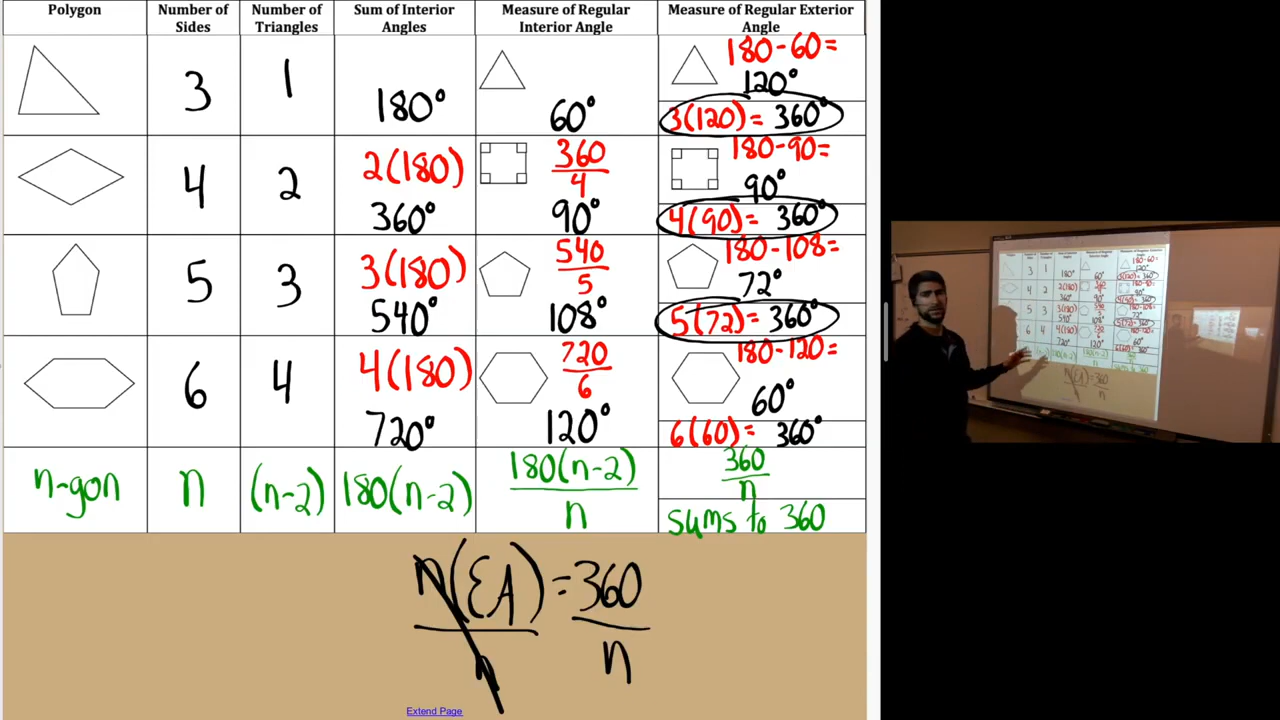 Polygon
Number of Sides
Number of Triangles
Sum of Interior Angles
Measure of Regular Interior Angle
Measure of Regular Exterior Angle
3
1
180°
60°
180-60=
120°
3(120)= 360°
4
2
2(180)
360°
360
4
90°
180-90=
90°
4(90)= 360°
5
3
3(180)
540°
540
5
108°
180-108=
72°
5(72)= 360°
6
4
4(180)
720°
720
6
120°
180-120=
60°
6(60)= 360°
n-gon
n
(n-2)
180(n-2)
180(n-2)
n
360
n
sums to 360
n(EA)=360
n
n
Extend Page